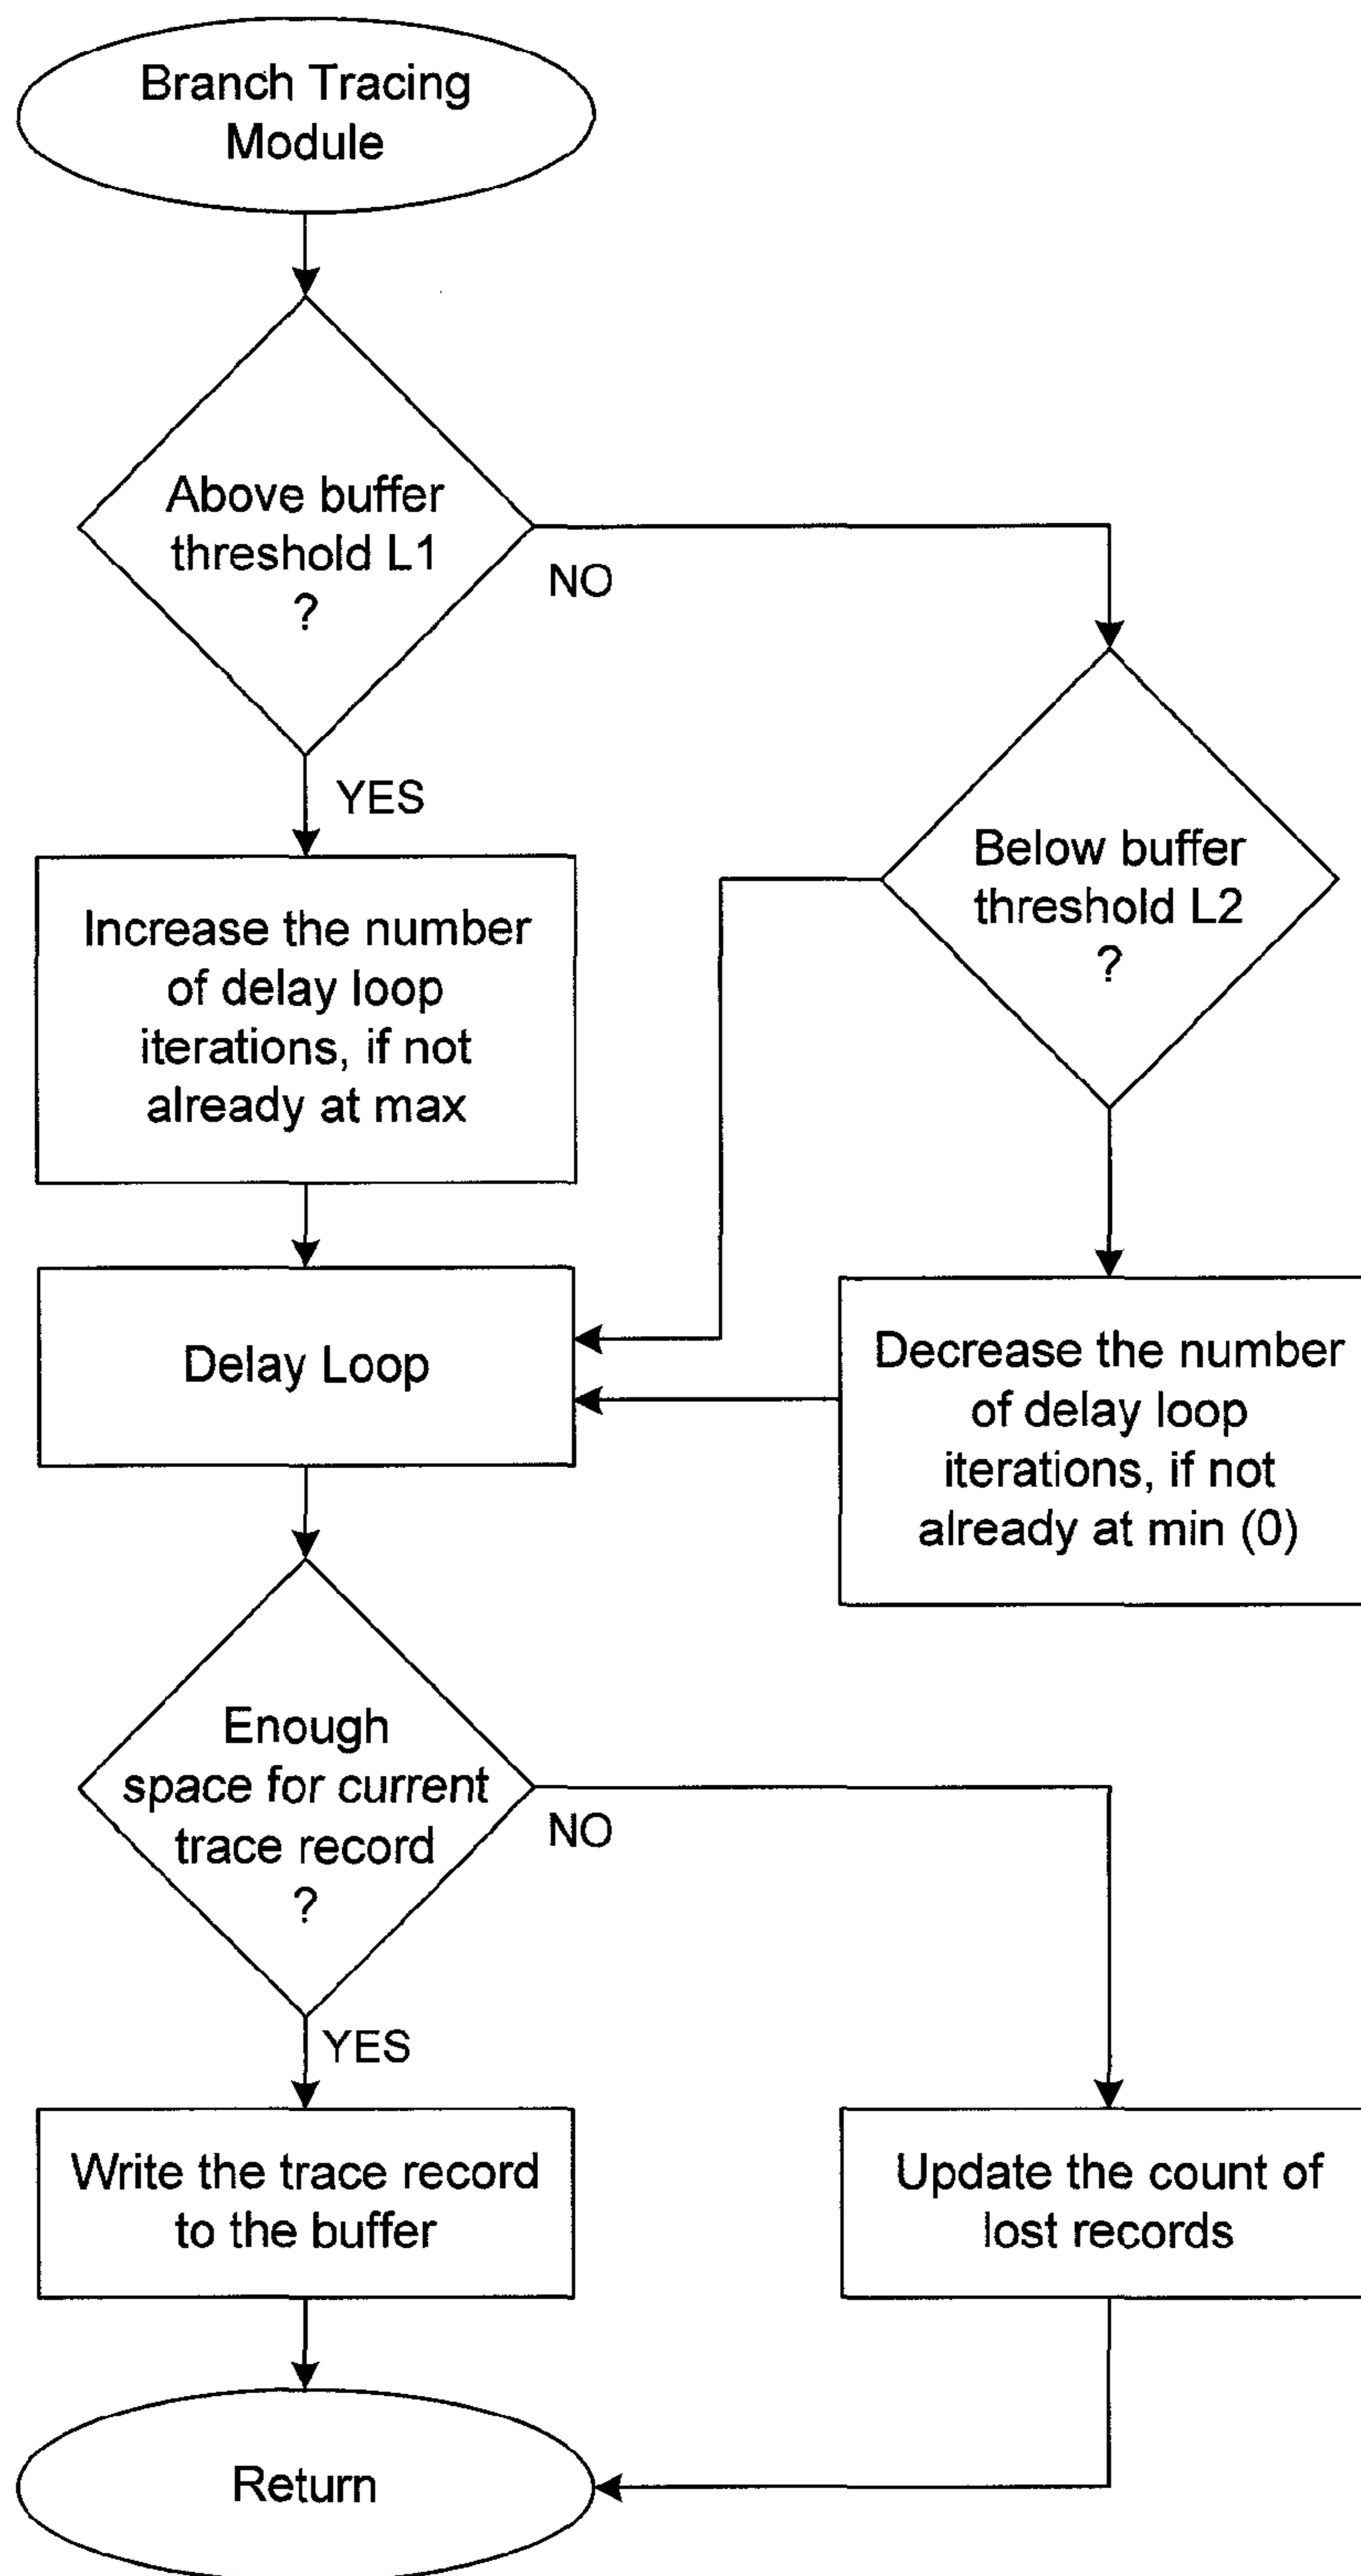 Branch Tracing
Module
Above buffer
threshold L1
?
NO
YES
Below buffer
threshold L2
?
Increase the number
of delay loop
iterations, if not
already at max
Delay Loop
Decrease the number
of delay loop
iterations, if not
already at min (0)
Enough
space for current
trace record
?
NO
YES
Write the trace record
to the buffer
Update the count of
lost records
Return